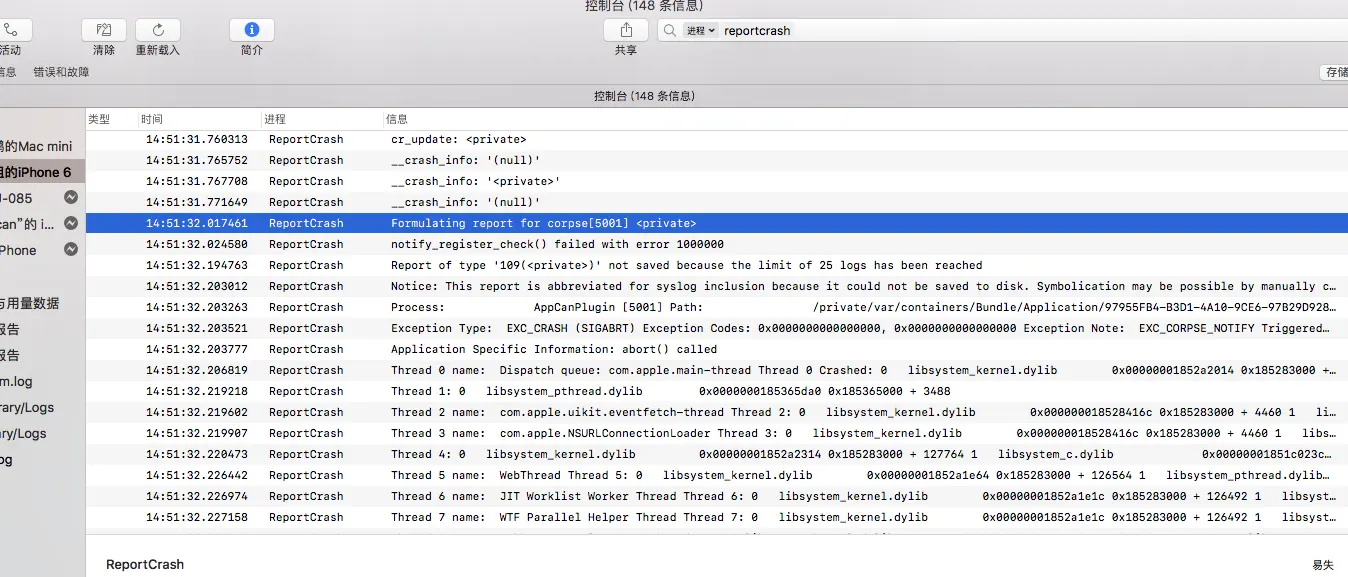 控制台 (148 条信息)
活动 清除 重新载入 简介 共享 进程 reportcrash
信息 错误和故障 存储
控制台 (148 条信息)
类型 时间 进程 信息
的Mac mini
的iPhone 6
-085
can”的 i...
Phone
与用量数据
报告
报告
m.log
rary/Logs
ry/Logs
og
14:51:31.760313 ReportCrash cr_update: <private>
14:51:31.765752 ReportCrash __crash_info: '(null)'
14:51:31.767708 ReportCrash __crash_info: '<private>'
14:51:31.771649 ReportCrash __crash_info: '(null)'
14:51:32.017461 ReportCrash Formulating report for corpse[5001] <private>
14:51:32.024580 ReportCrash notify_register_check() failed with error 1000000
14:51:32.194763 ReportCrash Report of type '109(<private>)' not saved because the limit of 25 logs has been reached
14:51:32.203012 ReportCrash Notice: This report is abbreviated for syslog inclusion because it could not be saved to disk. Symbolication may be possible by manually c...
14:51:32.203263 ReportCrash Process: AppCanPlugin [5001] Path: /private/var/containers/Bundle/Application/97955FB4-B3D1-4A10-9CE6-97B29D928...
14:51:32.203521 ReportCrash Exception Type: EXC_CRASH (SIGABRT) Exception Codes: 0x0000000000000000, 0x0000000000000000 Exception Note: EXC_CORPSE_NOTIFY Triggered...
14:51:32.203777 ReportCrash Application Specific Information: abort() called
14:51:32.206819 ReportCrash Thread 0 name: Dispatch queue: com.apple.main-thread Thread 0 Crashed: 0 libsystem_kernel.dylib 0x00000001852a2014 0x185283000 +...
14:51:32.219218 ReportCrash Thread 1: 0 libsystem_pthread.dylib 0x0000000185365da0 0x185365000 + 3488
14:51:32.219602 ReportCrash Thread 2 name: com.apple.uikit.eventfetch-thread Thread 2: 0 libsystem_kernel.dylib 0x000000018528416c 0x185283000 + 4460 1 li...
14:51:32.219907 ReportCrash Thread 3 name: com.apple.NSURLConnectionLoader Thread 3: 0 libsystem_kernel.dylib 0x000000018528416c 0x185283000 + 4460 1 libs...
14:51:32.220473 ReportCrash Thread 4: 0 libsystem_kernel.dylib 0x00000001852a2314 0x185283000 + 127764 1 libsystem_c.dylib 0x00000001851c023c...
14:51:32.226442 ReportCrash Thread 5 name: WebThread Thread 5: 0 libsystem_kernel.dylib 0x00000001852a1e64 0x185283000 + 126564 1 libsystem_pthread.dylib...
14:51:32.226974 ReportCrash Thread 6 name: JIT Worklist Worker Thread Thread 6: 0 libsystem_kernel.dylib 0x00000001852a1e1c 0x185283000 + 126492 1 libsyst...
14:51:32.227158 ReportCrash Thread 7 name: WTF Parallel Helper Thread Thread 7: 0 libsystem_kernel.dylib 0x00000001852a1e1c 0x185283000 + 126492 1 libsyst...
ReportCrash 易失